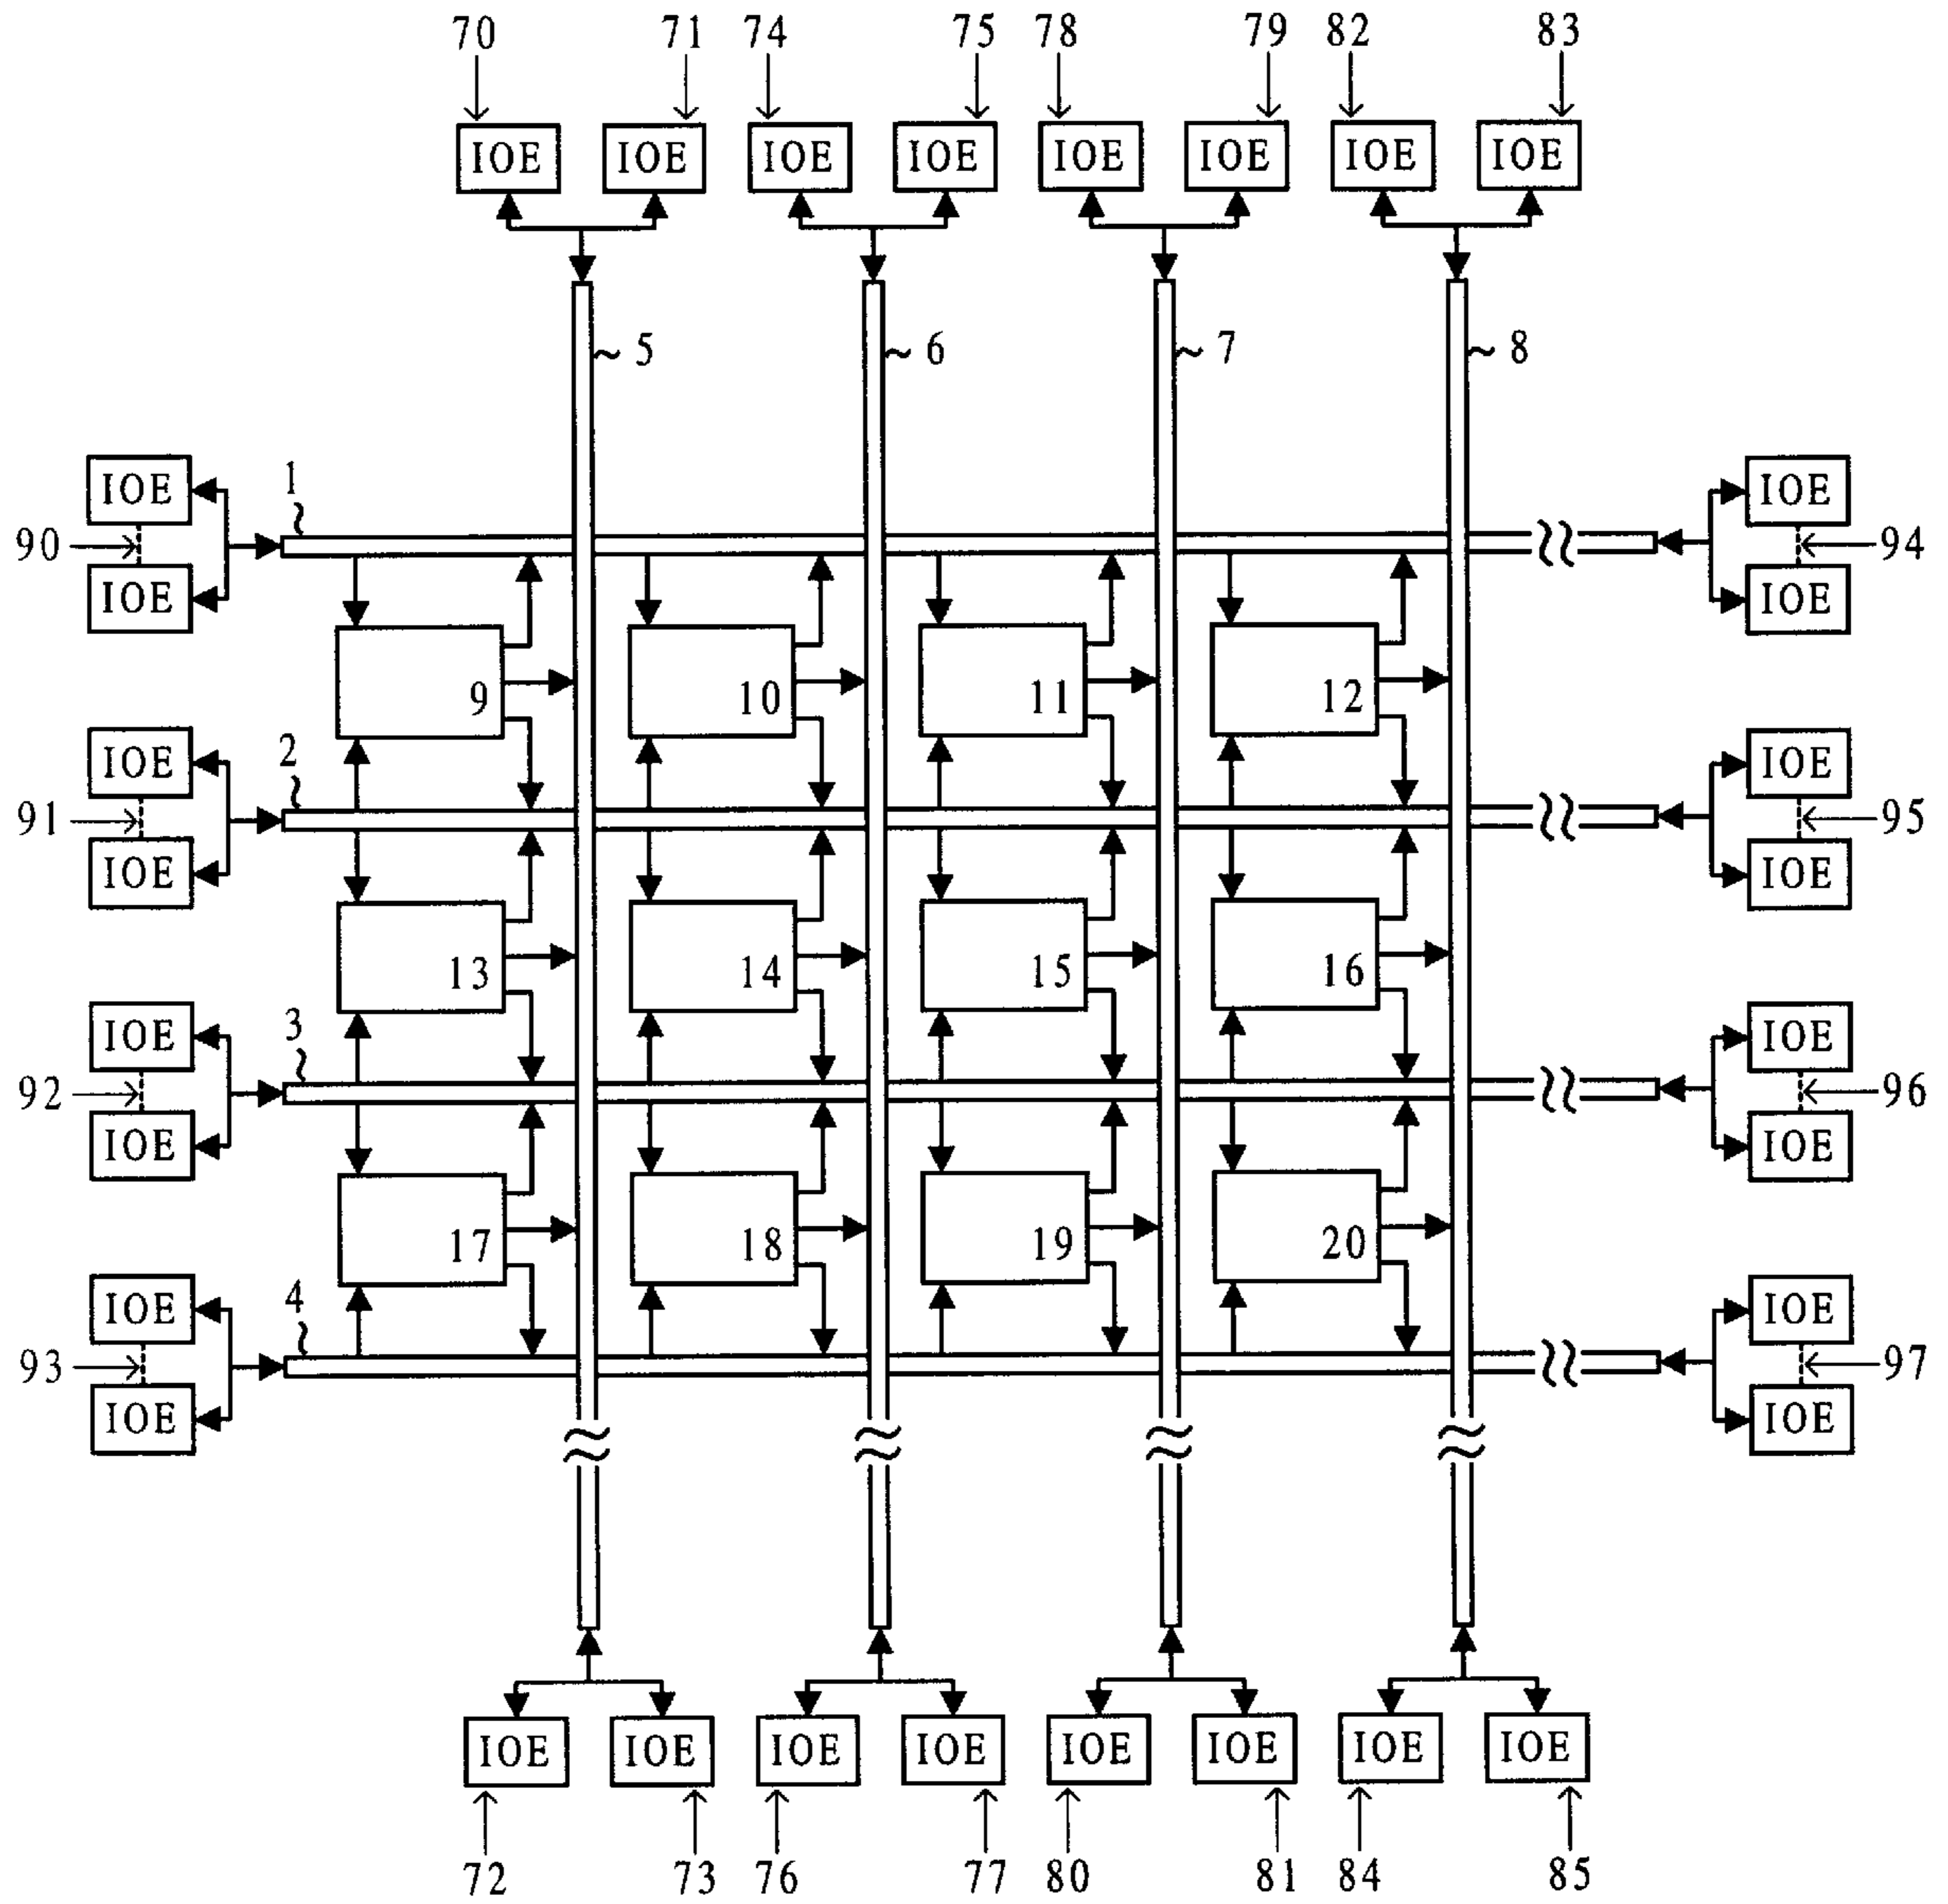 70 71 74 75 78 79 82 83
IOE IOE IOE IOE IOE IOE IOE IOE
5 6 7 8
IOE 1 IOE
90 94
IOE IOE
9 10 11 12
IOE 2 IOE
91 95
IOE IOE
13 14 15 16
IOE 3 IOE
92 96
IOE IOE
17 18 19 20
IOE 4 IOE
93 97
IOE IOE
IOE IOE IOE IOE IOE IOE IOE IOE
72 73 76 77 80 81 84 85